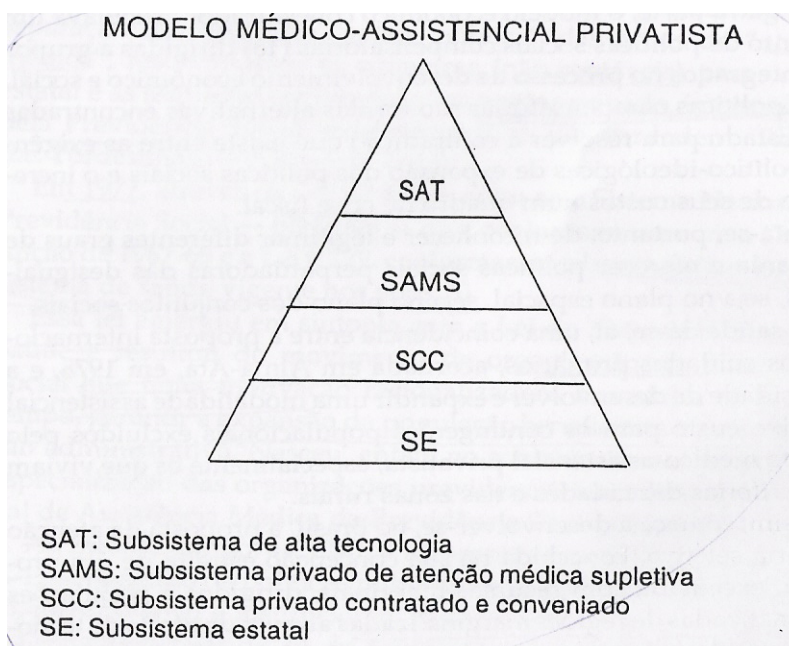 MODELO MÉDICO-ASSISTENCIAL PRIVATISTA
SAT
SAMS
SCC
SE
SAT: Subsistema de alta tecnologia
SAMS: Subsistema privado de atenção médica supletiva
SCC: Subsistema privado contratado e conveniado
SE: Subsistema estatal